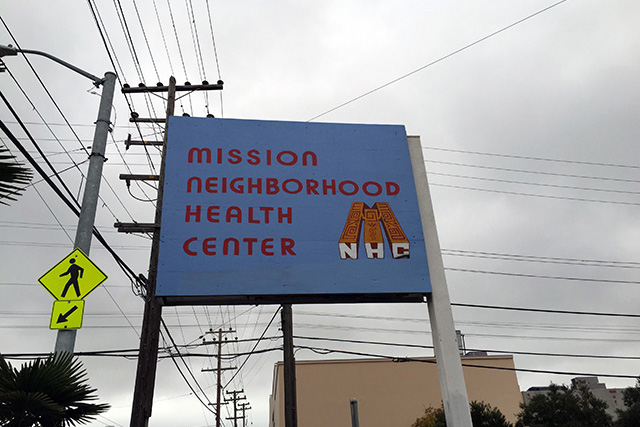 MISSION
NEIGHBORHOOD
HEALTH
CENTER
NHC